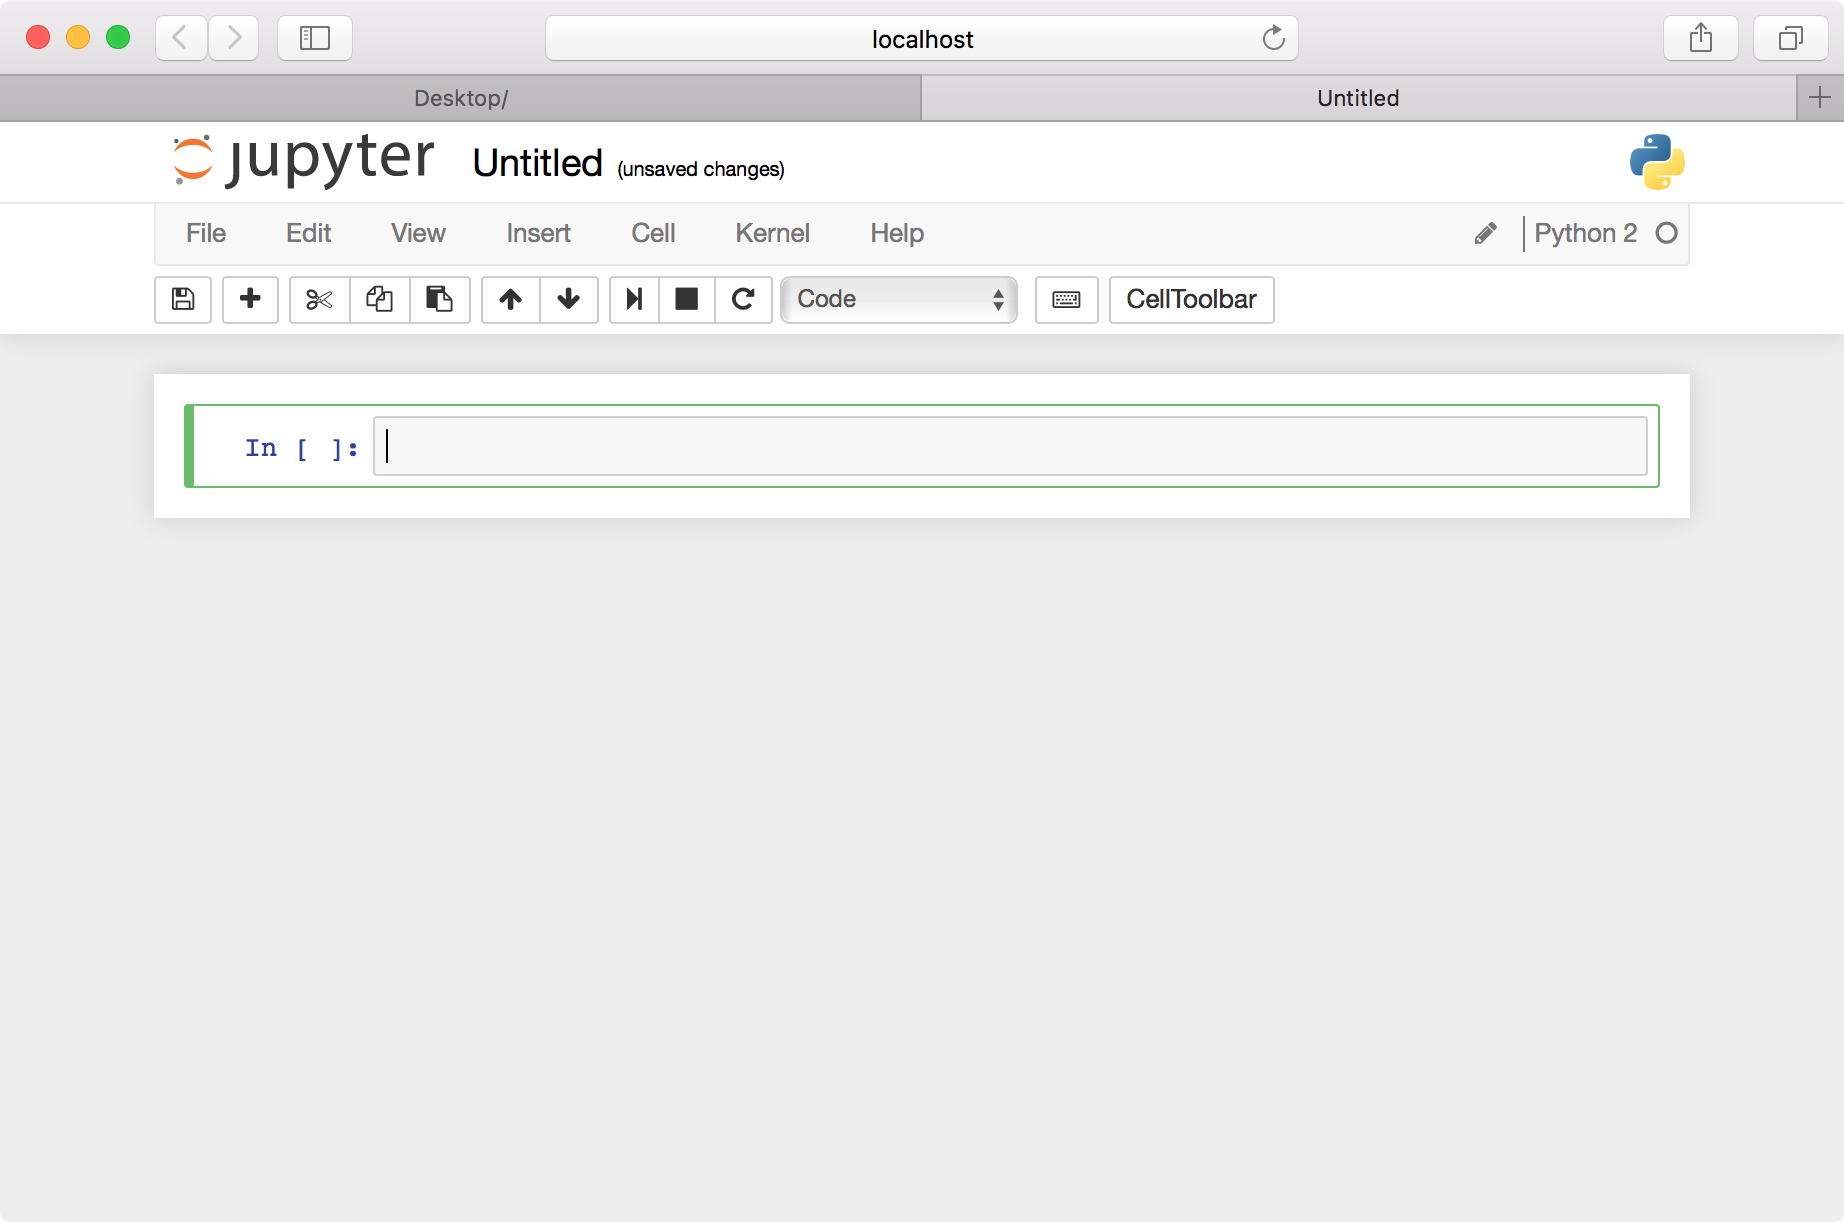 localhost
Desktop/ Untitled
jupyter Untitled (unsaved changes)
File Edit View Insert Cell Kernel Help Python 2
Code CellToolbar
In [ ]: